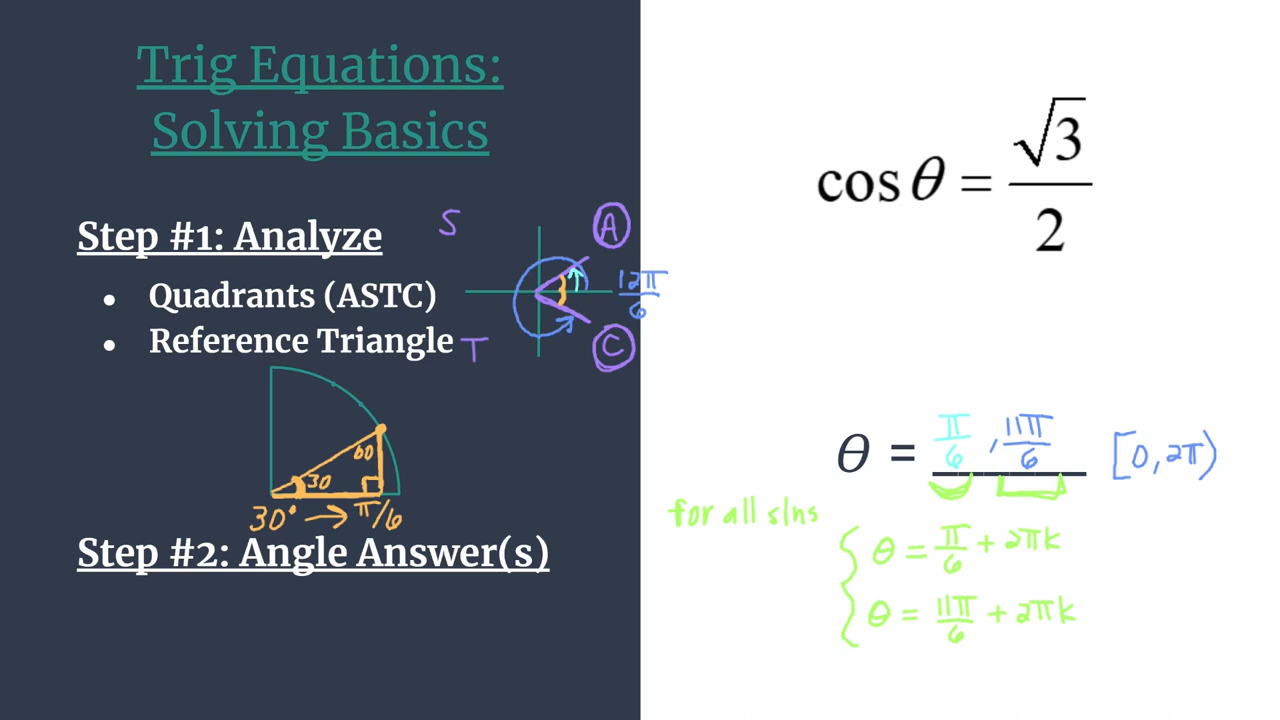 Trig Equations:
Solving Basics
Step #1: Analyze
• Quadrants (ASTC)
• Reference Triangle
S
A
T
C
12π/6
60
30
30° → π/6
Step #2: Angle Answer(s)
cos θ = √3/2
θ = π/6 , 11π/6 [0, 2π)
for all slns
{ θ = π/6 + 2πk
θ = 11π/6 + 2πk